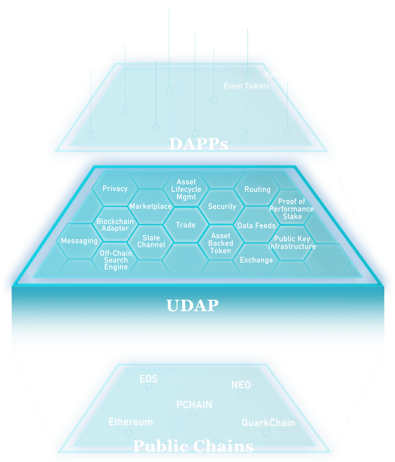 Event Tickets
DAPPs
Privacy
Asset
Lifecycle
Mgmt
Routing
Marketplace
Security
Proof of
Performance
Stake
Blockchain
Adapter
Trade
Data Feeds
Messaging
State
Channel
Asset
Backed
Token
Public Key
Infrastructure
Off-Chain
Search
Engine
Exchange
UDAP
EOS
NEO
PCHAIN
Ethereum
QuarkChain
Public Chains